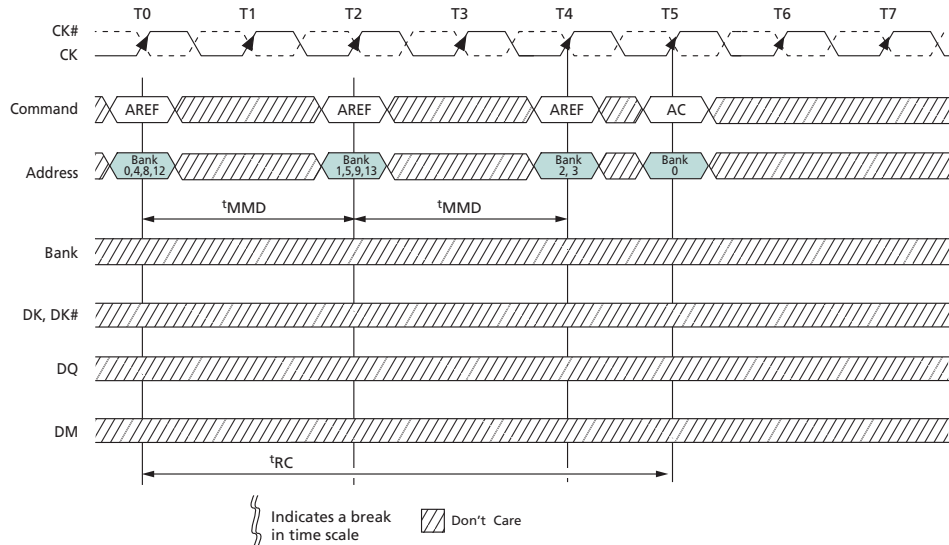 T0 T1 T2 T3 T4 T5 T6 T7
CK#
CK
Command AREF AREF AREF AC
Address Bank 0,4,8,12 Bank 1,5,9,13 Bank 2, 3 Bank 0
tMMD tMMD
Bank
DK, DK#
DQ
DM
tRC
Indicates a break
in time scale
Don't Care